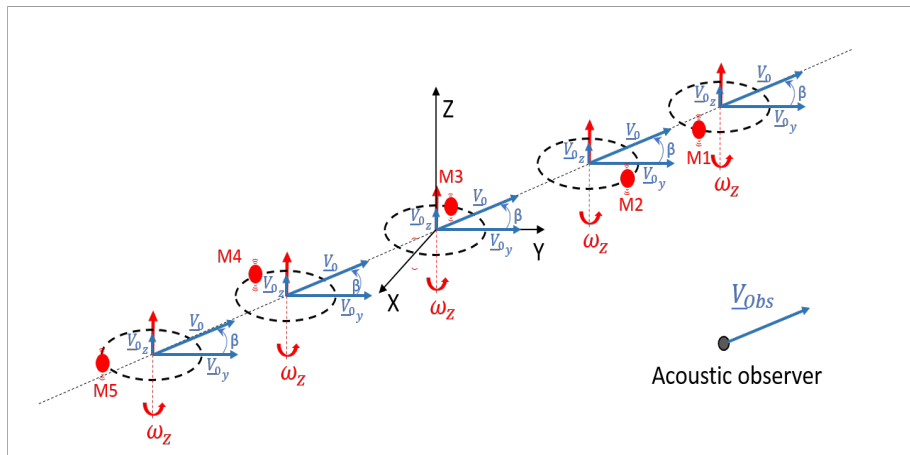 V₀
V₀z
β
V₀y
M1
ωz
V₀
V₀z
β
V₀y
M2
ωz
Z
M3
V₀
V₀z
β
V₀y
Y
X
ωz
M4
V₀
V₀z
β
V₀y
ωz
V₀
V₀z
β
V₀y
M5
ωz
V_Obs
Acoustic observer